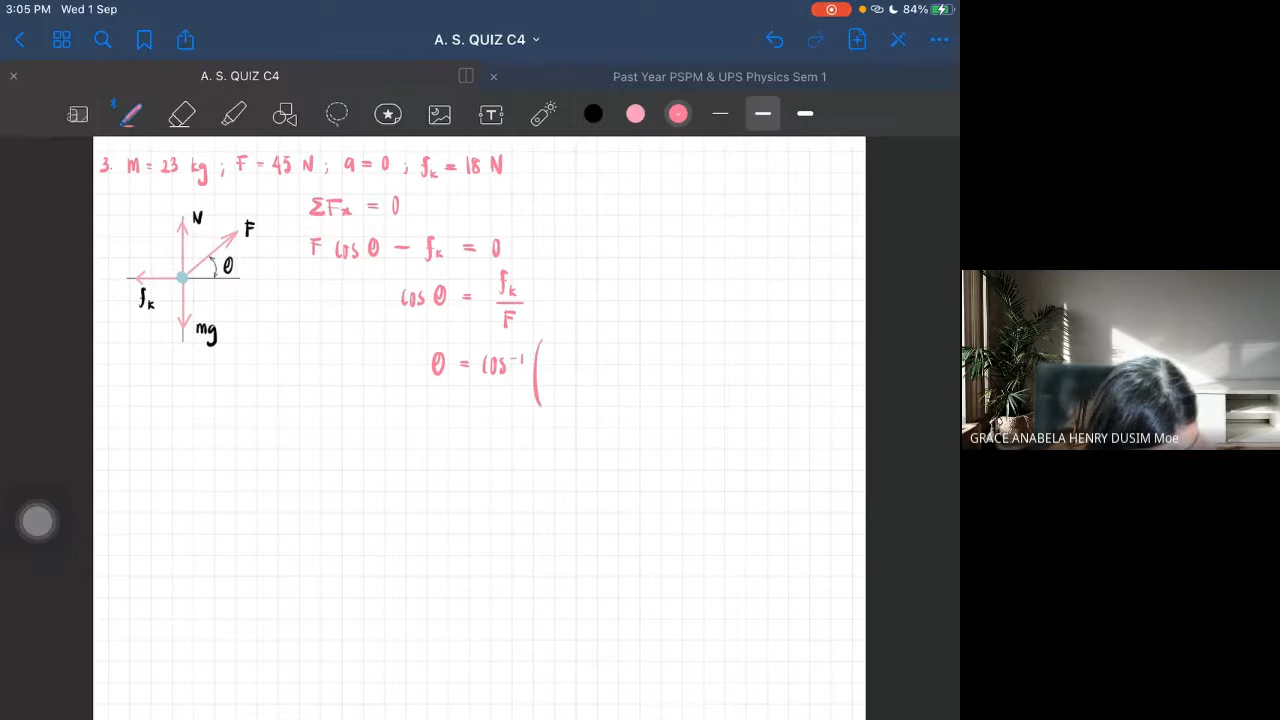 3:05 PM Wed 1 Sep
84%
A. S. QUIZ C4
A. S. QUIZ C4
Past Year PSPM & UPS Physics Sem 1
3. m = 23 kg ; F = 45 N ; a = 0 ; fk = 18 N
ΣFx = 0
F cos θ − fk = 0
cos θ = fk / F
θ = cos⁻¹ (
N
F
θ
fk
mg
GRACE ANABELA HENRY DUSIM Moe